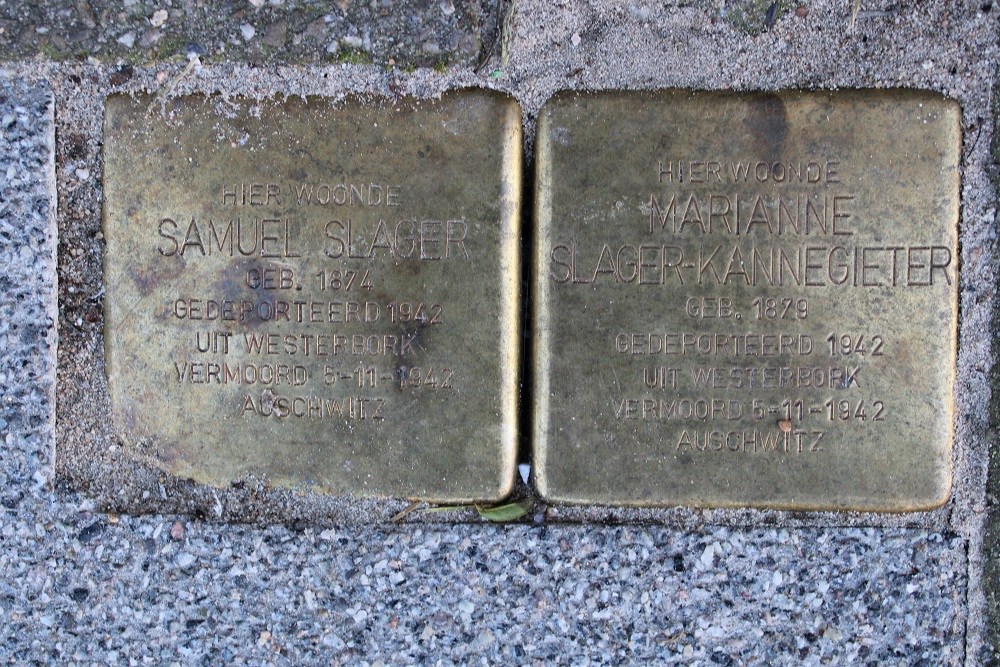 HIER WOONDE
SAMUEL SLAGER
GEB. 1874
GEDEPORTEERD 1942
UIT WESTERBORK
VERMOORD 5-11-1942
AUSCHWITZ
HIER WOONDE
MARIANNE
SLAGER-KANNEGIETER
GEB. 1879
GEDEPORTEERD 1942
UIT WESTERBORK
VERMOORD 5-11-1942
AUSCHWITZ